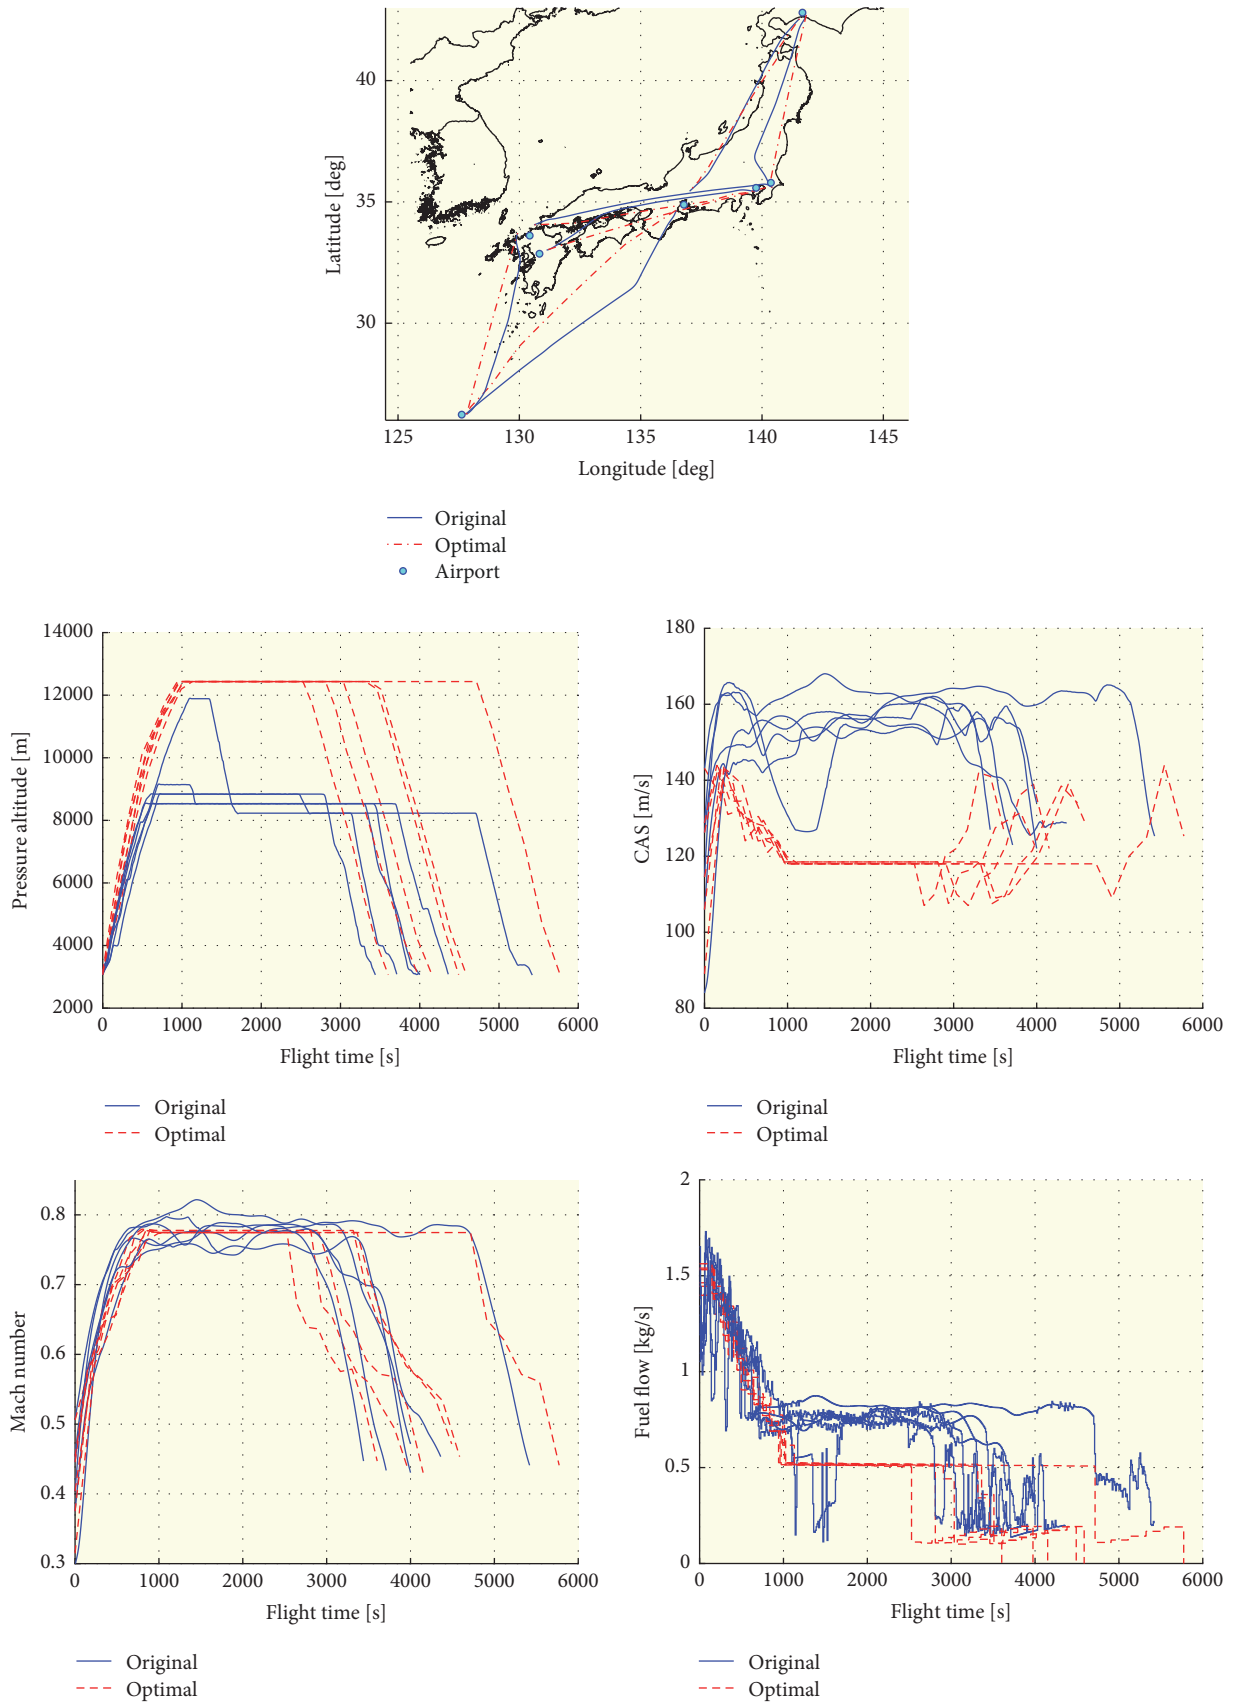 40
35
30
Latitude [deg]
125 130 135 140 145
Longitude [deg]
Original
Optimal
Airport
14000
12000
10000
8000
6000
4000
2000
Pressure altitude [m]
0 1000 2000 3000 4000 5000 6000
Flight time [s]
Original
Optimal
180
160
140
120
100
80
CAS [m/s]
0 1000 2000 3000 4000 5000 6000
Flight time [s]
Original
Optimal
0.8
0.7
0.6
0.5
0.4
0.3
Mach number
0 1000 2000 3000 4000 5000 6000
Flight time [s]
Original
Optimal
2
1.5
1
0.5
0
Fuel flow [kg/s]
0 1000 2000 3000 4000 5000 6000
Flight time [s]
Original
Optimal